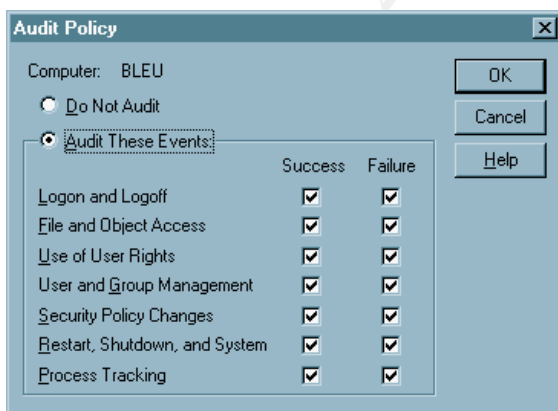 Audit Policy
Computer: BLEU
Do Not Audit
Audit These Events:
Success Failure
Logon and Logoff
File and Object Access
Use of User Rights
User and Group Management
Security Policy Changes
Restart, Shutdown, and System
Process Tracking
OK
Cancel
Help